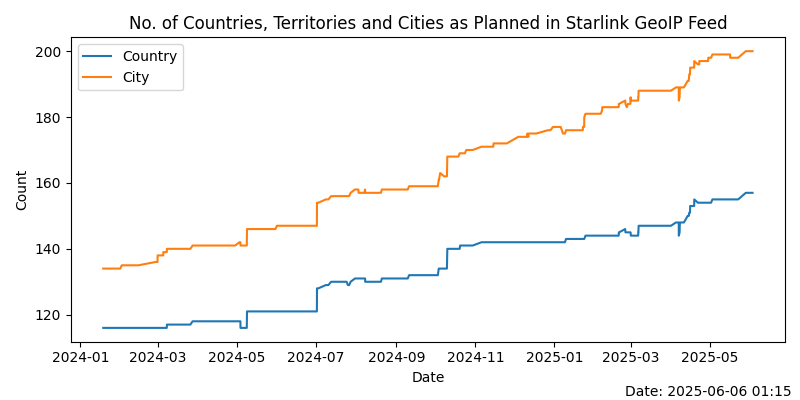 No. of Countries, Territories and Cities as Planned in Starlink GeoIP Feed
Country
City
200
180
160
140
120
Count
2024-01 2024-03 2024-05 2024-07 2024-09 2024-11 2025-01 2025-03 2025-05
Date
Date: 2025-06-06 01:15